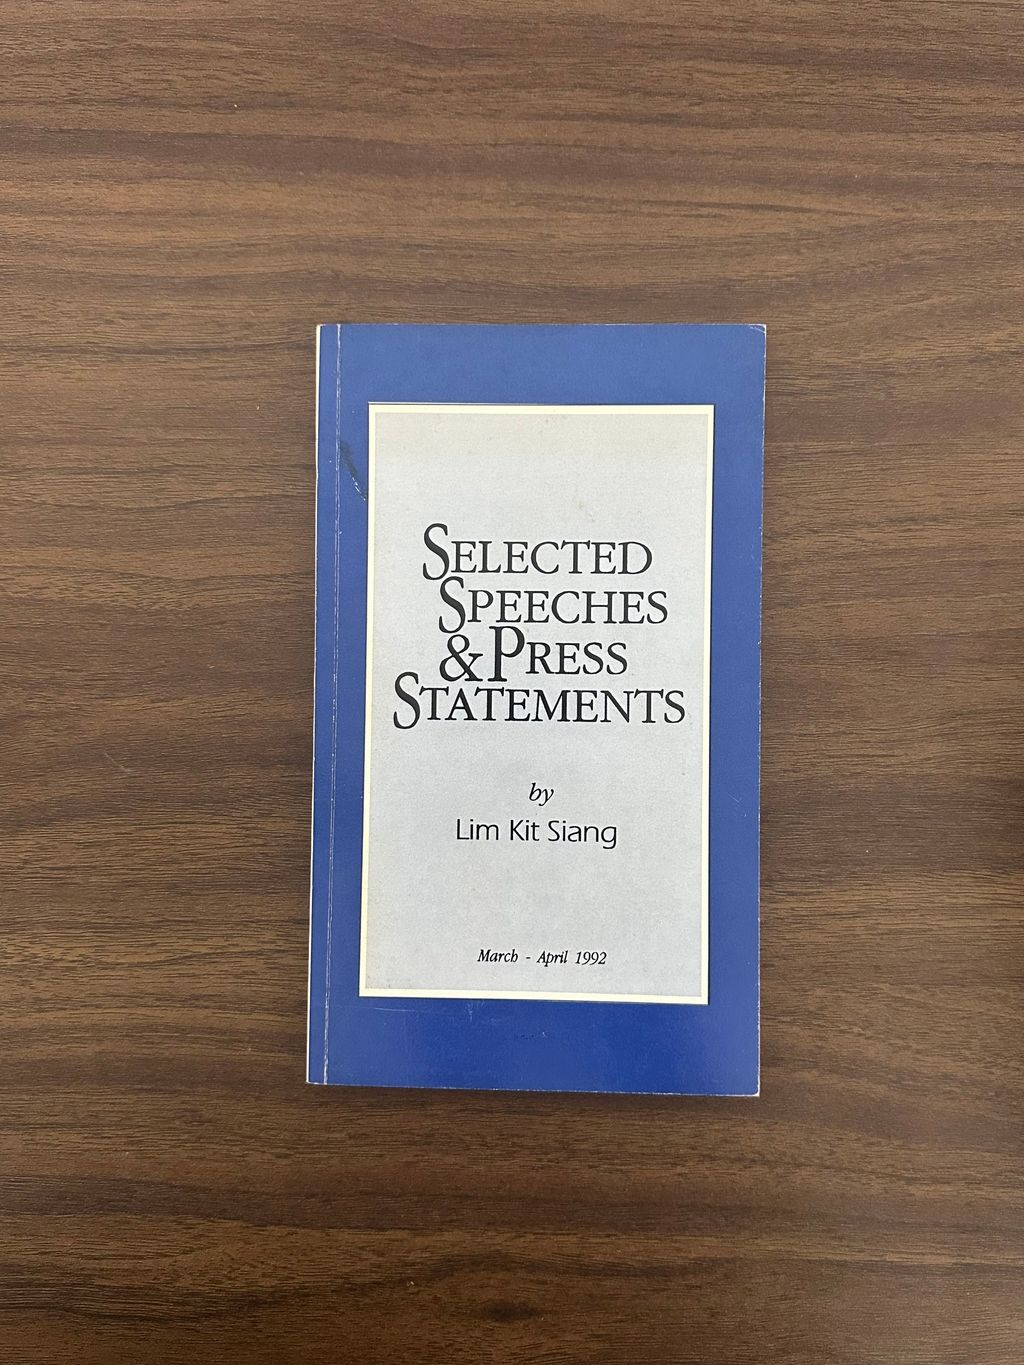 SELECTED
SPEECHES
& PRESS
STATEMENTS
by
Lim Kit Siang
March - April 1992